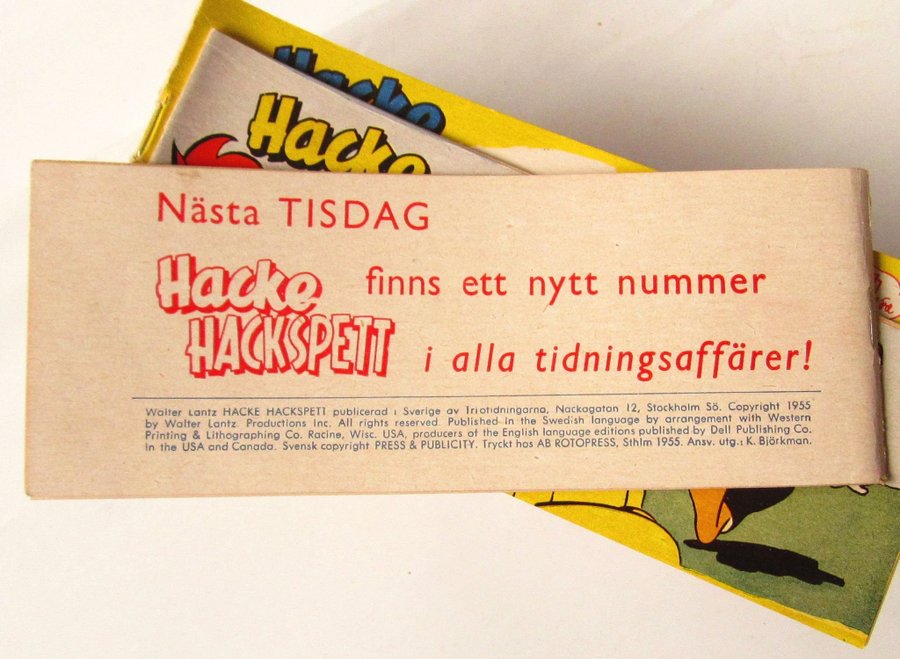 Hacke
Hacke
Nästa TISDAG
Hacke HACKSPETT finns ett nytt nummer
i alla tidningsaffärer!
Walter Lantz HACKE HACKSPETT publicerad i Sverige av Triotidningarna, Nackagatan 12, Stockholm Sö. Copyright 1955
by Walter Lantz Productions Inc. All rights reserved. Published in the Swedish language by arrangement with Western
Printing & Lithographing Co. Racine, Wisc. USA, producers of the English language editions published by Dell Publishing Co.
in the USA and Canada. Svensk copyright PRESS & PUBLICITY. Tryckt hos AB ROTOPRESS, Sthlm 1955. Ansv. utg.: K. Björkman.